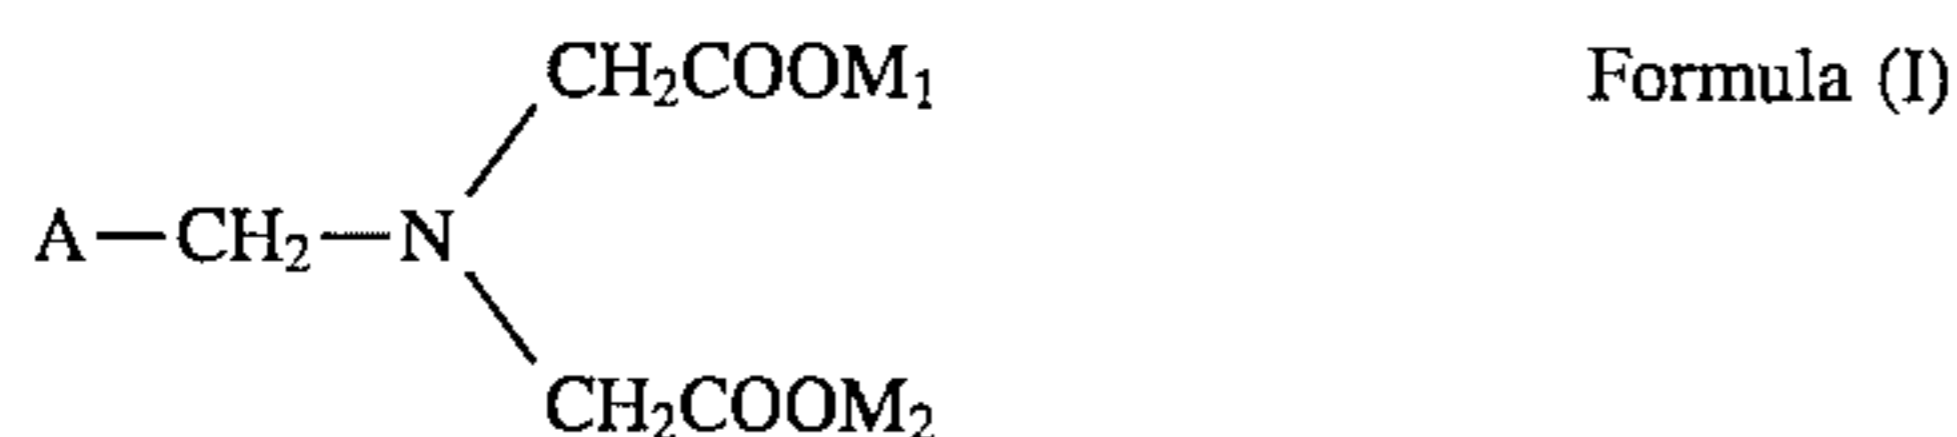 CH₂COOM₁ Formula (I)
A—CH₂—N
CH₂COOM₂